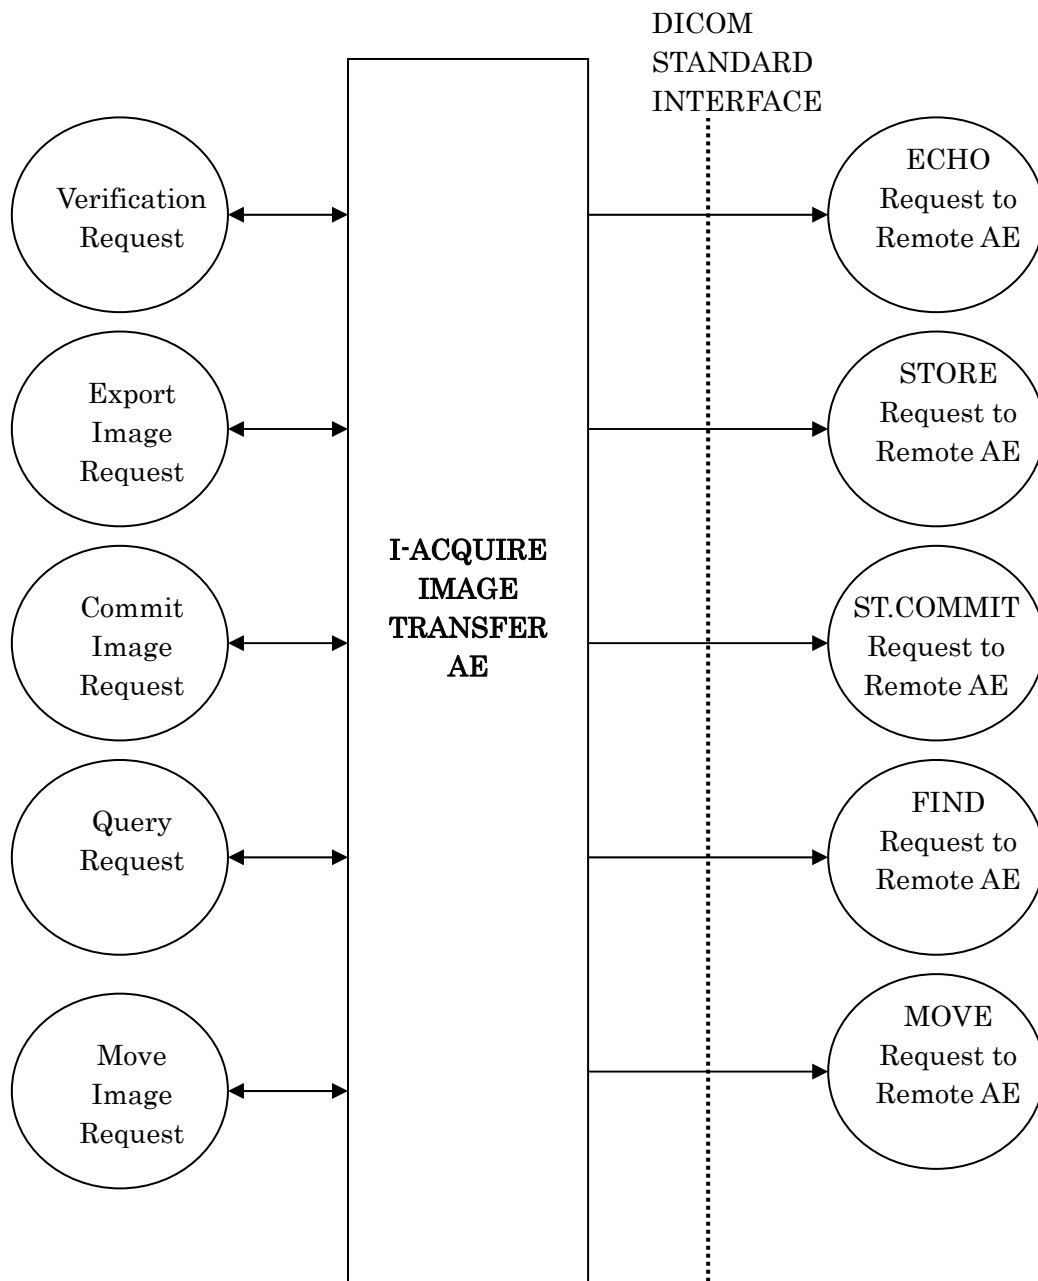 DICOM
STANDARD
INTERFACE
Verification
Request
ECHO
Request to
Remote AE
Export
Image
Request
STORE
Request to
Remote AE
I-ACQUIRE
IMAGE
TRANSFER
AE
Commit
Image
Request
ST.COMMIT
Request to
Remote AE
Query
Request
FIND
Request to
Remote AE
Move
Image
Request
MOVE
Request to
Remote AE